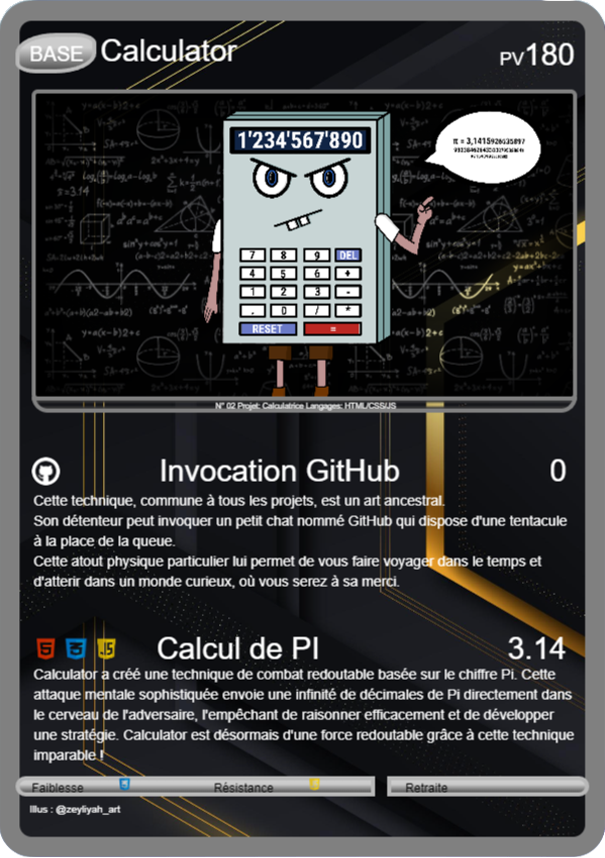 BASE Calculator PV180
1'234'567'890
π = 3,1415926535897
7 8 9 DEL
4 5 6 +
1 2 3 -
. 0 / *
RESET =
N° 02 Projet: Calculatrice Langages: HTML/CSS/JS
Invocation GitHub 0
Cette technique, commune à tous les projets, est un art ancestral.
Son détenteur peut invoquer un petit chat nommé GitHub qui dispose d'une tentacule
à la place de la queue.
Cette atout physique particulier lui permet de vous faire voyager dans le temps et
d'atterir dans un monde curieux, où vous serez à sa merci.
5 3 JS Calcul de PI 3.14
Calculator a créé une technique de combat redoutable basée sur le chiffre Pi. Cette
attaque mentale sophistiquée envoie une infinité de décimales de Pi directement dans
le cerveau de l'adversaire, l'empêchant de raisonner efficacement et de développer
une stratégie. Calculator est désormais d'une force redoutable grâce à cette technique
imparable !
Faiblesse 3 Résistance JS Retraite
Illus : @zeyliyah_art